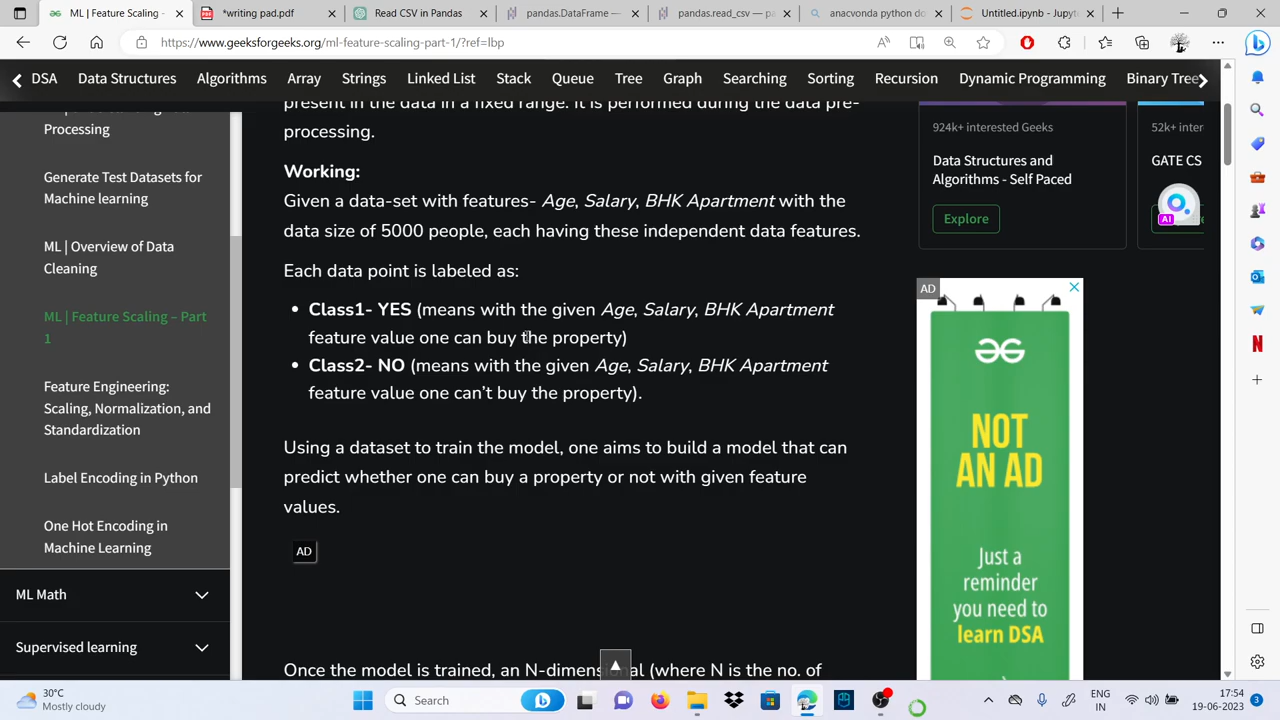 ML | Feature Scaling -
*writing pad.pdf
Read CSV in Pandas
pandas.DataFrame —
pandas.read_csv — pa
anacvonda python do
Untitled.ipynb - Jupyt
https://www.geeksforgeeks.org/ml-feature-scaling-part-1/?ref=lbp
DSA Data Structures Algorithms Array Strings Linked List Stack Queue Tree Graph Searching Sorting Recursion Dynamic Programming Binary Tree
Processing
Generate Test Datasets for
Machine learning
ML | Overview of Data
Cleaning
ML | Feature Scaling – Part
1
Feature Engineering:
Scaling, Normalization, and
Standardization
Label Encoding in Python
One Hot Encoding in
Machine Learning
ML Math
Supervised learning
present in the data in a fixed range. It is performed during the data pre-
processing.
Working:
Given a data-set with features- Age, Salary, BHK Apartment with the
data size of 5000 people, each having these independent data features.
Each data point is labeled as:
• Class1- YES (means with the given Age, Salary, BHK Apartment
feature value one can buy the property)
• Class2- NO (means with the given Age, Salary, BHK Apartment
feature value one can't buy the property).
Using a dataset to train the model, one aims to build a model that can
predict whether one can buy a property or not with given feature
values.
AD
Once the model is trained, an N-dimensional (where N is the no. of
924k+ interested Geeks
Data Structures and
Algorithms - Self Paced
Explore
52k+ inter
GATE CS
AI
AD
NOT
AN AD
Just a
reminder
you need to
learn DSA
30°C
Mostly cloudy
Search
ENG
IN
17:54
19-06-2023
3